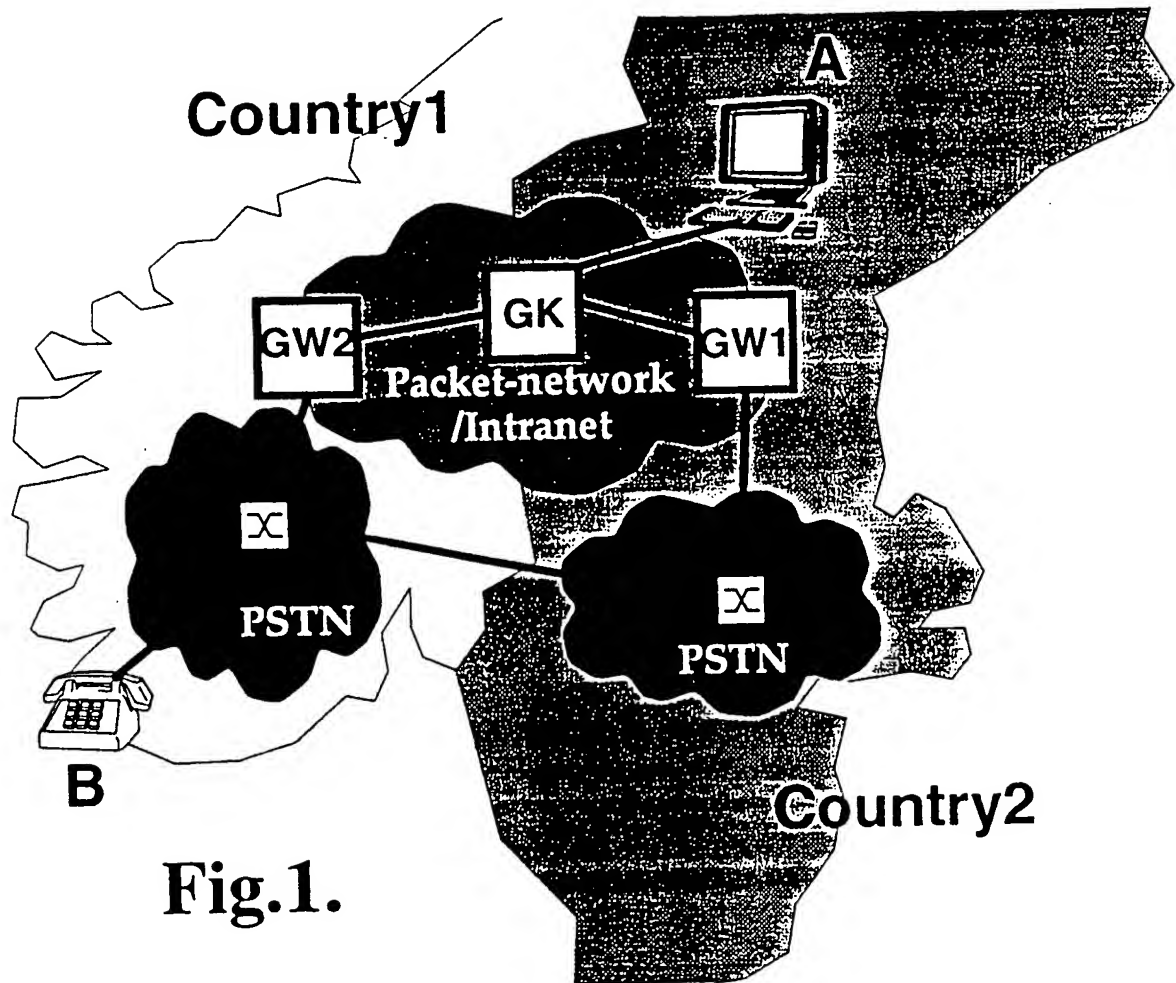 A
Country1
GK
GW2
GW1
Packet-network
/Intranet
PSTN
PSTN
B
Country2
Fig.1.